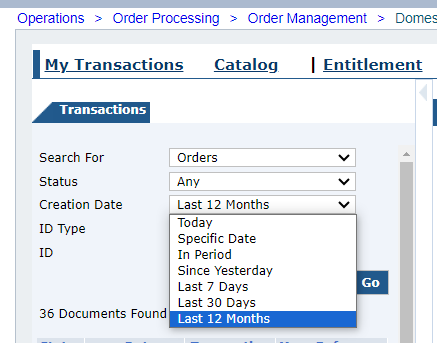 Operations > Order Processing > Order Management > Domes
My Transactions Catalog | Entitlement
Transactions
Search For Orders
Status Any
Creation Date Last 12 Months
ID Type
ID
Today
Specific Date
In Period
Since Yesterday
Last 7 Days
Last 30 Days
Last 12 Months
Go
36 Documents Found